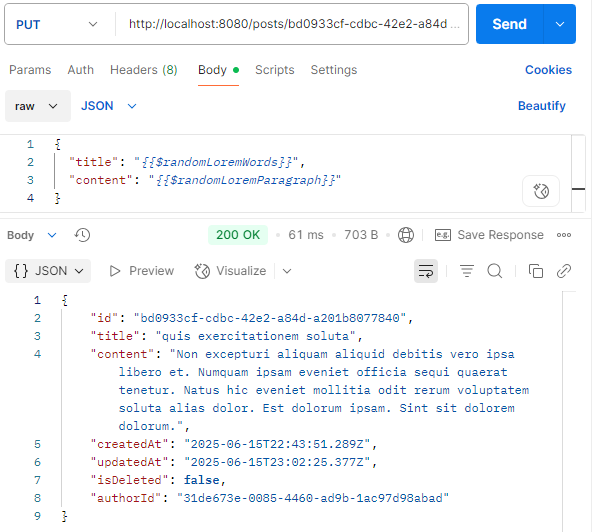 PUT http://localhost:8080/posts/bd0933cf-cdbc-42e2-a84d ... Send
Params Auth Headers (8) Body Scripts Settings Cookies
raw JSON Beautify
1 {
2 "title": "{{$randomLoremWords}}",
3 "content": "{{$randomLoremParagraph}}"
4 }
Body 200 OK 61 ms 703 B e.g. Save Response
{} JSON Preview Visualize
1 {
2 "id": "bd0933cf-cdbc-42e2-a84d-a201b8077840",
3 "title": "quis exercitationem soluta",
4 "content": "Non excepturi aliquam aliquid debitis vero ipsa
libero et. Numquam ipsam eveniet officia sequi quaerat
tenetur. Natus hic eveniet mollitia odit rerum voluptatem
soluta alias dolor. Est dolorum ipsam. Sint sit dolorem
dolorum.",
5 "createdAt": "2025-06-15T22:43:51.289Z",
6 "updatedAt": "2025-06-15T23:02:25.377Z",
7 "isDeleted": false,
8 "authorId": "31de673e-0085-4460-ad9b-1ac97d98abad"
9 }